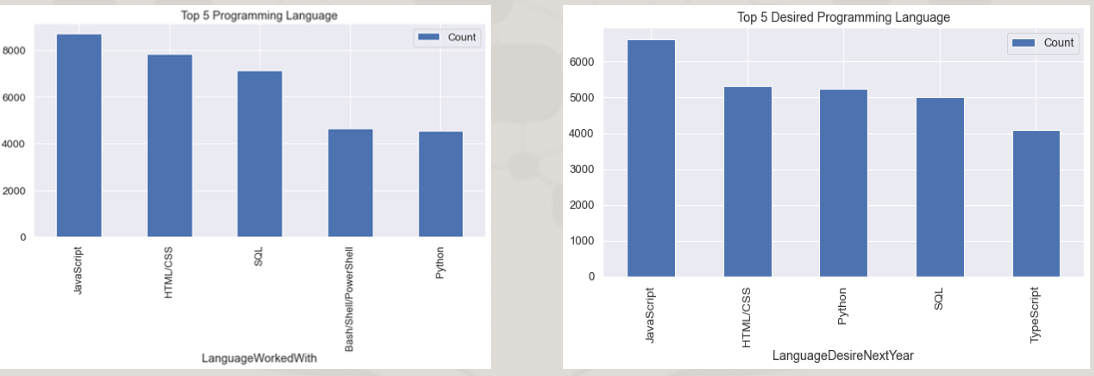 Top 5 Programming Language
Count
8000
6000
4000
2000
0
JavaScript
HTML/CSS
SQL
Bash/Shell/PowerShell
Python
LanguageWorkedWith
Top 5 Desired Programming Language
Count
6000
5000
4000
3000
2000
1000
0
JavaScript
HTML/CSS
Python
SQL
TypeScript
LanguageDesireNextYear